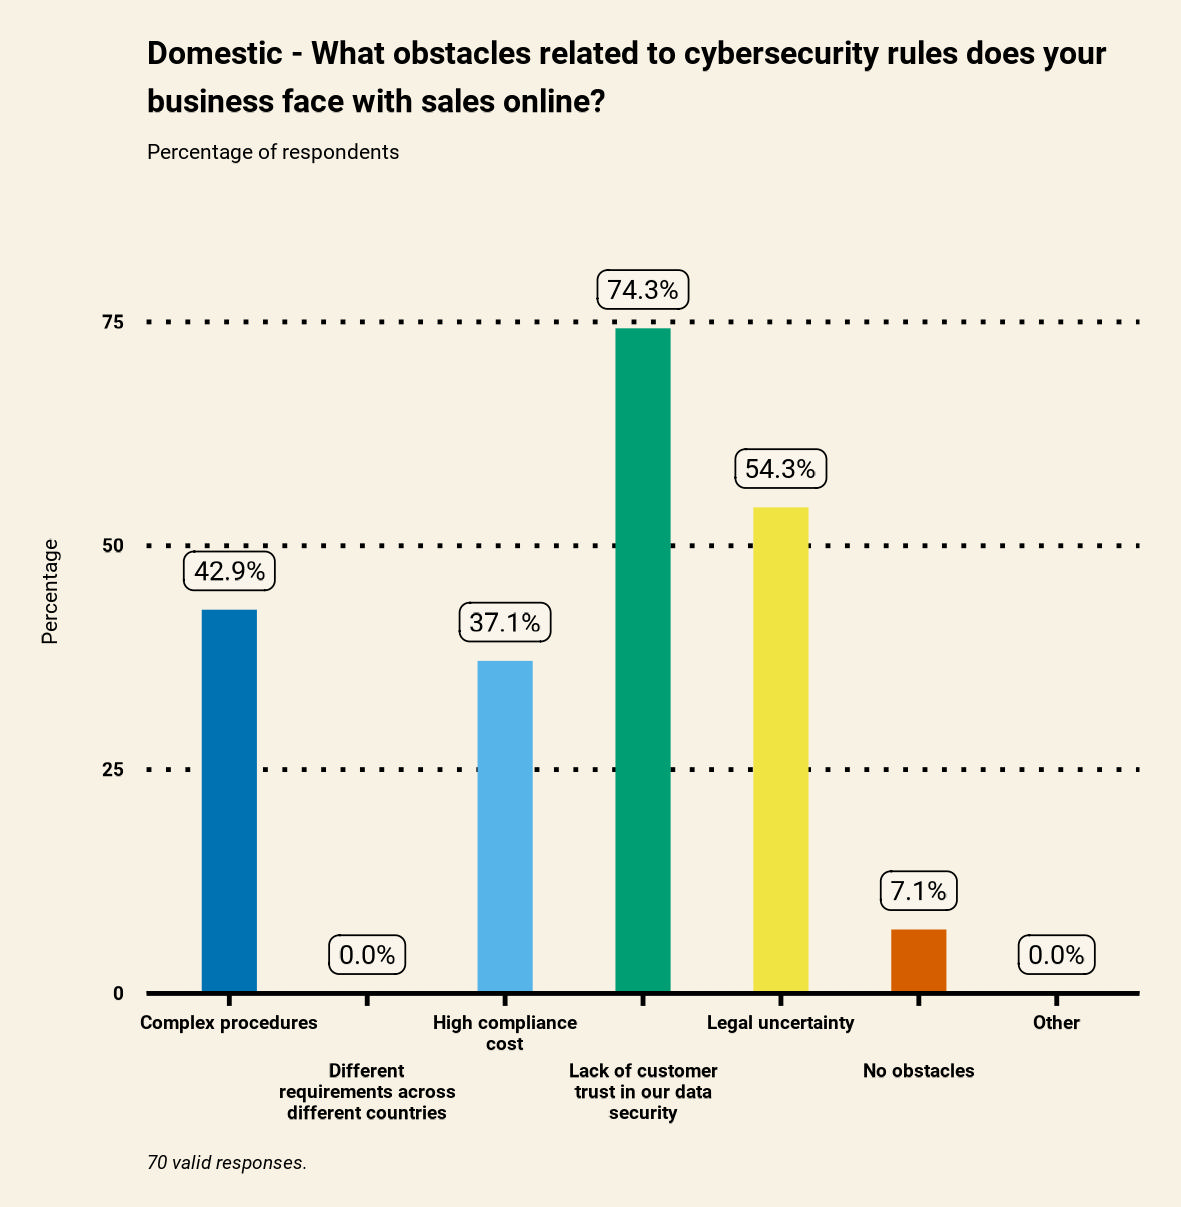 Domestic - What obstacles related to cybersecurity rules does your
business face with sales online?
Percentage of respondents
Percentage
75
50
25
0
42.9%
0.0%
37.1%
74.3%
54.3%
7.1%
0.0%
Complex procedures
Different
requirements across
different countries
High compliance
cost
Lack of customer
trust in our data
security
Legal uncertainty
No obstacles
Other
70 valid responses.